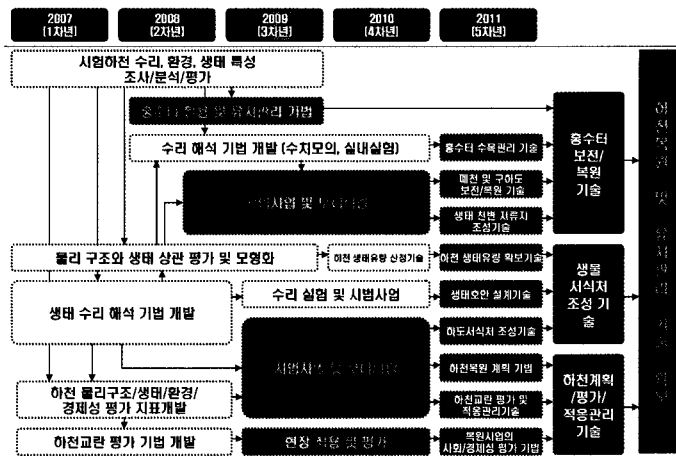 2007
(1차년)
2008
(2차년)
2009
(3차년)
2010
(4차년)
2011
(5차년)
시험하천 수리, 환경, 생태 특성
조사/분석/평가
홍수터 및 유지관리 기법
수리 해석 기법 개발 (수치모의, 실내실험)
홍수터 수목관리 기술
폐천 및 구하도
보전/복원 기술
생태 천변 저류지
조성기술
홍수터
보전/
복원
기술
물리 구조와 생태 상관 평가 및 모형화
하천 생태유량 산정기술
하천 생태유량 확보기술
생태 수리 해석 기법 개발
수리 실험 및 시범사업
생태호안 설계기술
하도서식처 조성기술
생물
서식처
조성 기술
하천 물리구조/생태/환경/
경제성 평가 지표개발
하천복원 계획 기법
하천교란 평가 및
적응관리기술
하천교란 평가 기법 개발
현장 적용 및 평가
복원사업의
사회/경제성 평가 기법
하천계획
/평가/
적응관리
기술